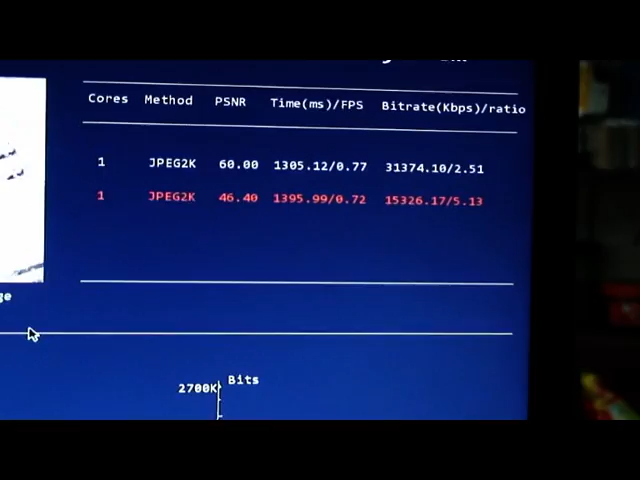 Cores Method PSNR Time(ms)/FPS Bitrate(Kbps)/ratio
1 JPEG2K 60.00 1305.12/0.77 31374.10/2.51
1 JPEG2K 46.40 1395.99/0.72 15326.17/5.13
2700K Bits